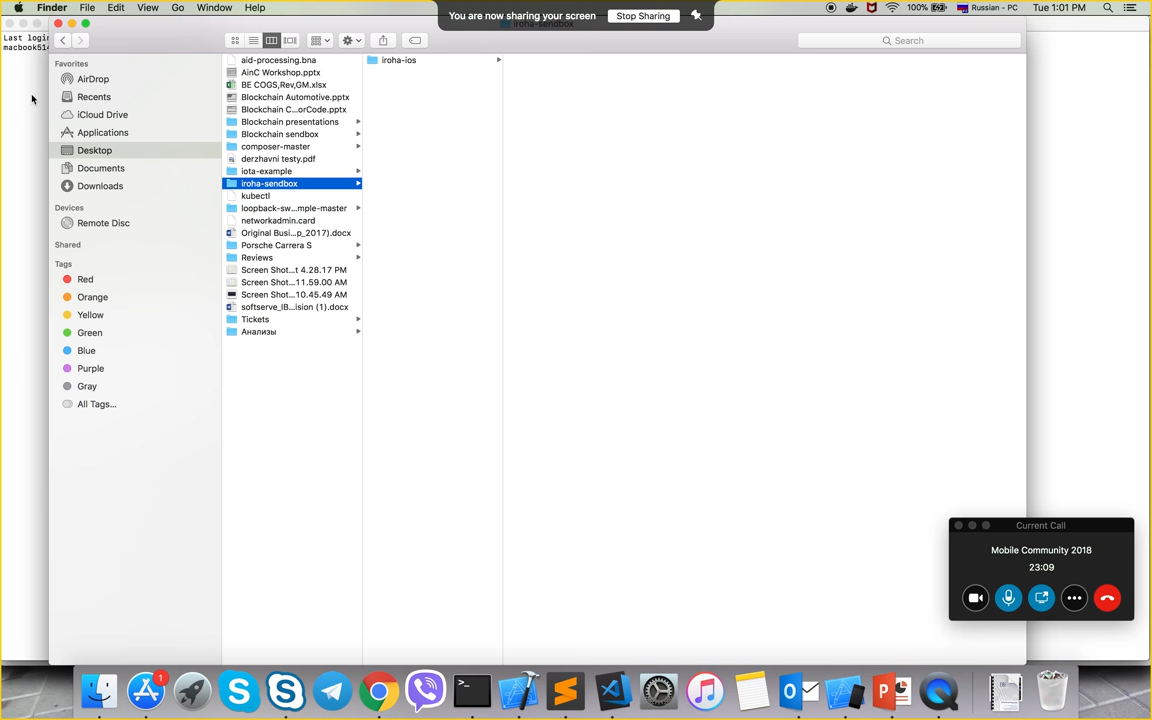 Finder File Edit View Go Window Help
You are now sharing your screen Stop Sharing
100% Russian - PC Tue 1:01 PM
iroha-sendbox
Last login
macbook514
Search
Favorites
AirDrop
Recents
iCloud Drive
Applications
Desktop
Documents
Downloads
Devices
Remote Disc
Shared
Tags
Red
Orange
Yellow
Green
Blue
Purple
Gray
All Tags...
aid-processing.bna
AinC Workshop.pptx
BE COGS,Rev,GM.xlsx
Blockchain Automotive.pptx
Blockchain C...orCode.pptx
Blockchain presentations
Blockchain sendbox
composer-master
derzhavni testy.pdf
iota-example
iroha-sendbox
kubectl
loopback-sw...mple-master
networkadmin.card
Original Busi...p_2017).docx
Porsche Carrera S
Reviews
Screen Shot...t 4.28.17 PM
Screen Shot...11.59.00 AM
Screen Shot...10.45.49 AM
softserve_IB...ision (1).docx
Tickets
Анализы
iroha-ios
Current Call
Mobile Community 2018
23:09
1